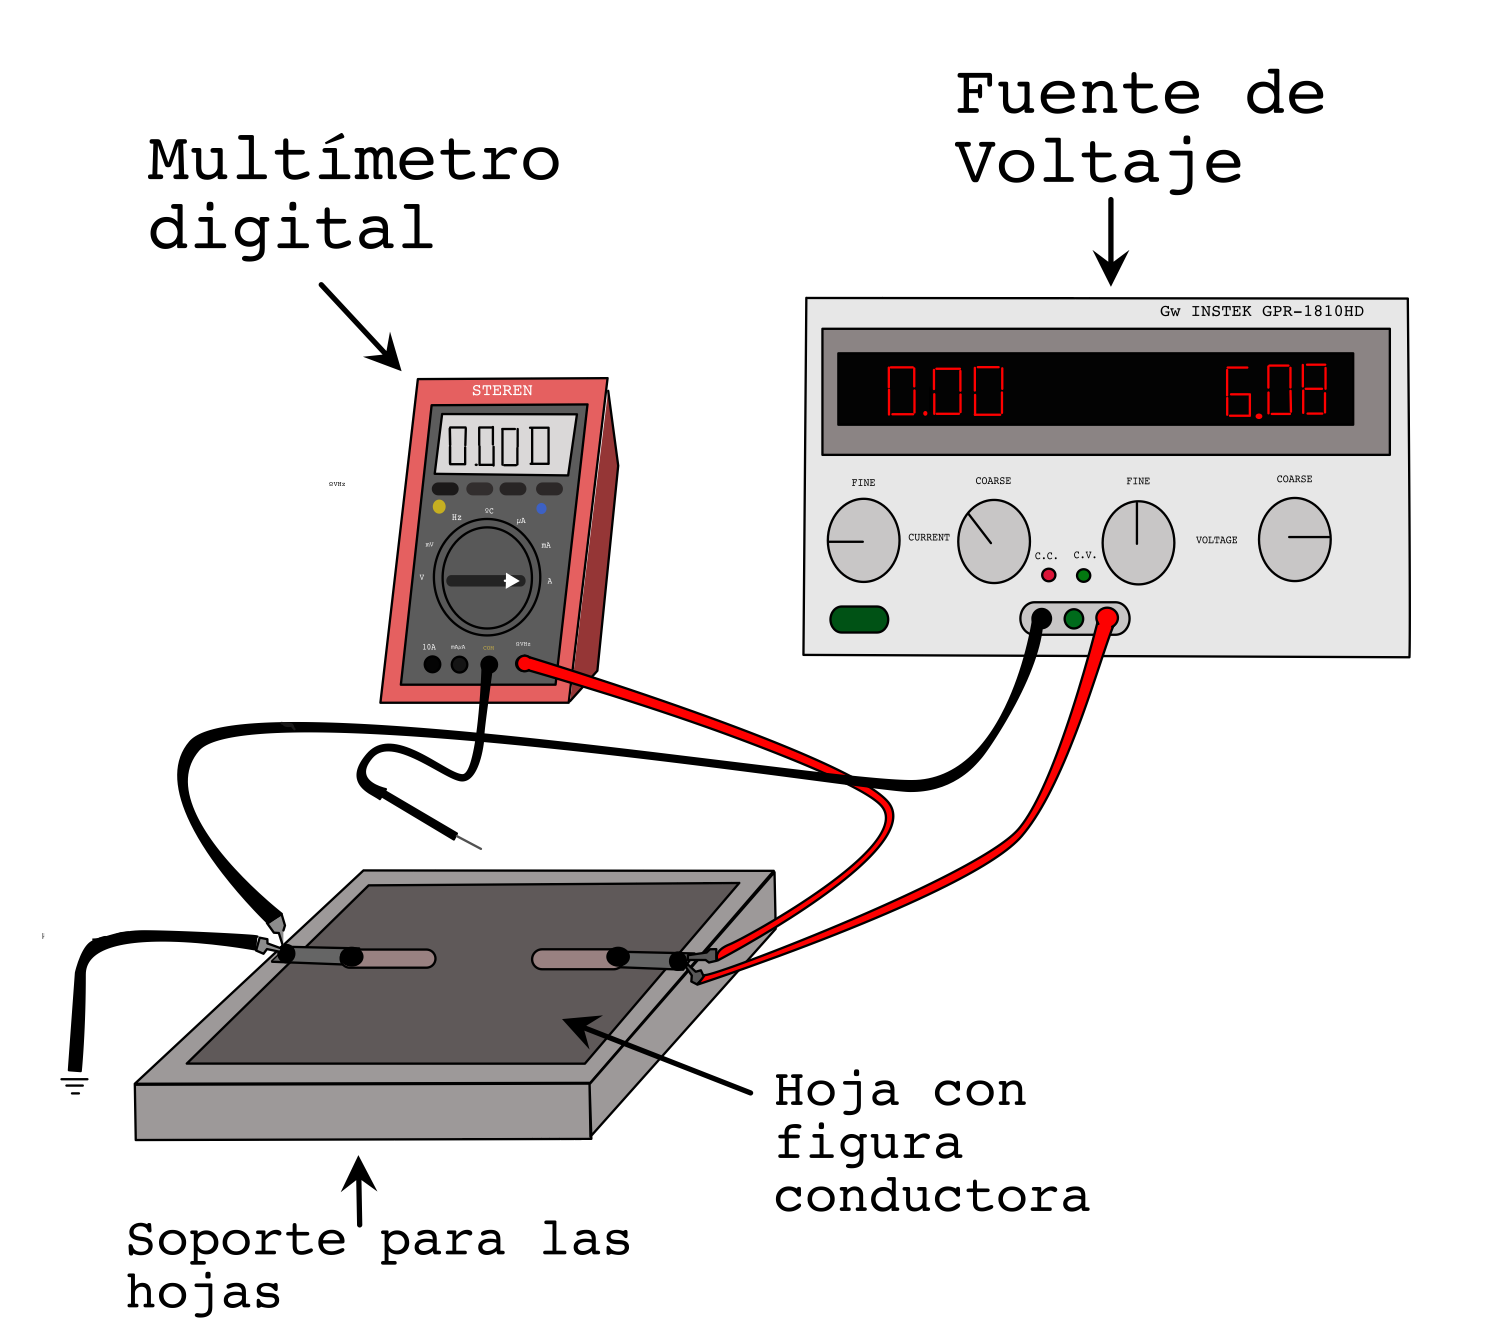 Fuente de
Voltaje
Multímetro
digital
Gw INSTEK GPR-1810HD
0.00 6.08
STEREN
0.000
FINE
COARSE
FINE
COARSE
CURRENT
VOLTAGE
C.C.
C.V.
ΩVHz
Hz
ºC
µA
mV
mA
V
A
10A
mAµA
COM
ΩVHz
Hoja con
figura
conductora
Soporte para las
hojas